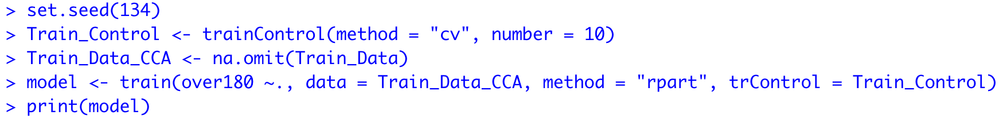 > set.seed(134)
> Train_Control <- trainControl(method = "cv", number = 10)
> Train_Data_CCA <- na.omit(Train_Data)
> model <- train(over180 ~., data = Train_Data_CCA, method = "rpart", trControl = Train_Control)
> print(model)